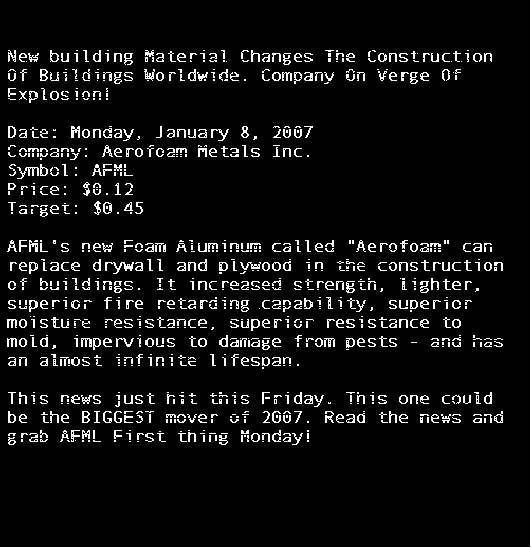 New building Material Changes The Construction
Of Buildings Worldwide. Company On Verge Of
Explosion!
Date: Monday, January 8, 2007
Company: Aerofoam Metals Inc.
Symbol: AFML
Price: $0.12
Target: $0.45
AFML's new Foam Aluminum called "Aerofoam" can
replace drywall and plywood in the construction
of buildings. It increased strength, lighter,
superior fire retarding capability, superior
moisture resistance, superior resistance to
mold, impervious to damage from pests - and has
an almost infinite lifespan.
This news just hit this Friday. This one could
be the BIGGEST mover of 2007. Read the news and
grab AFML First thing Monday!